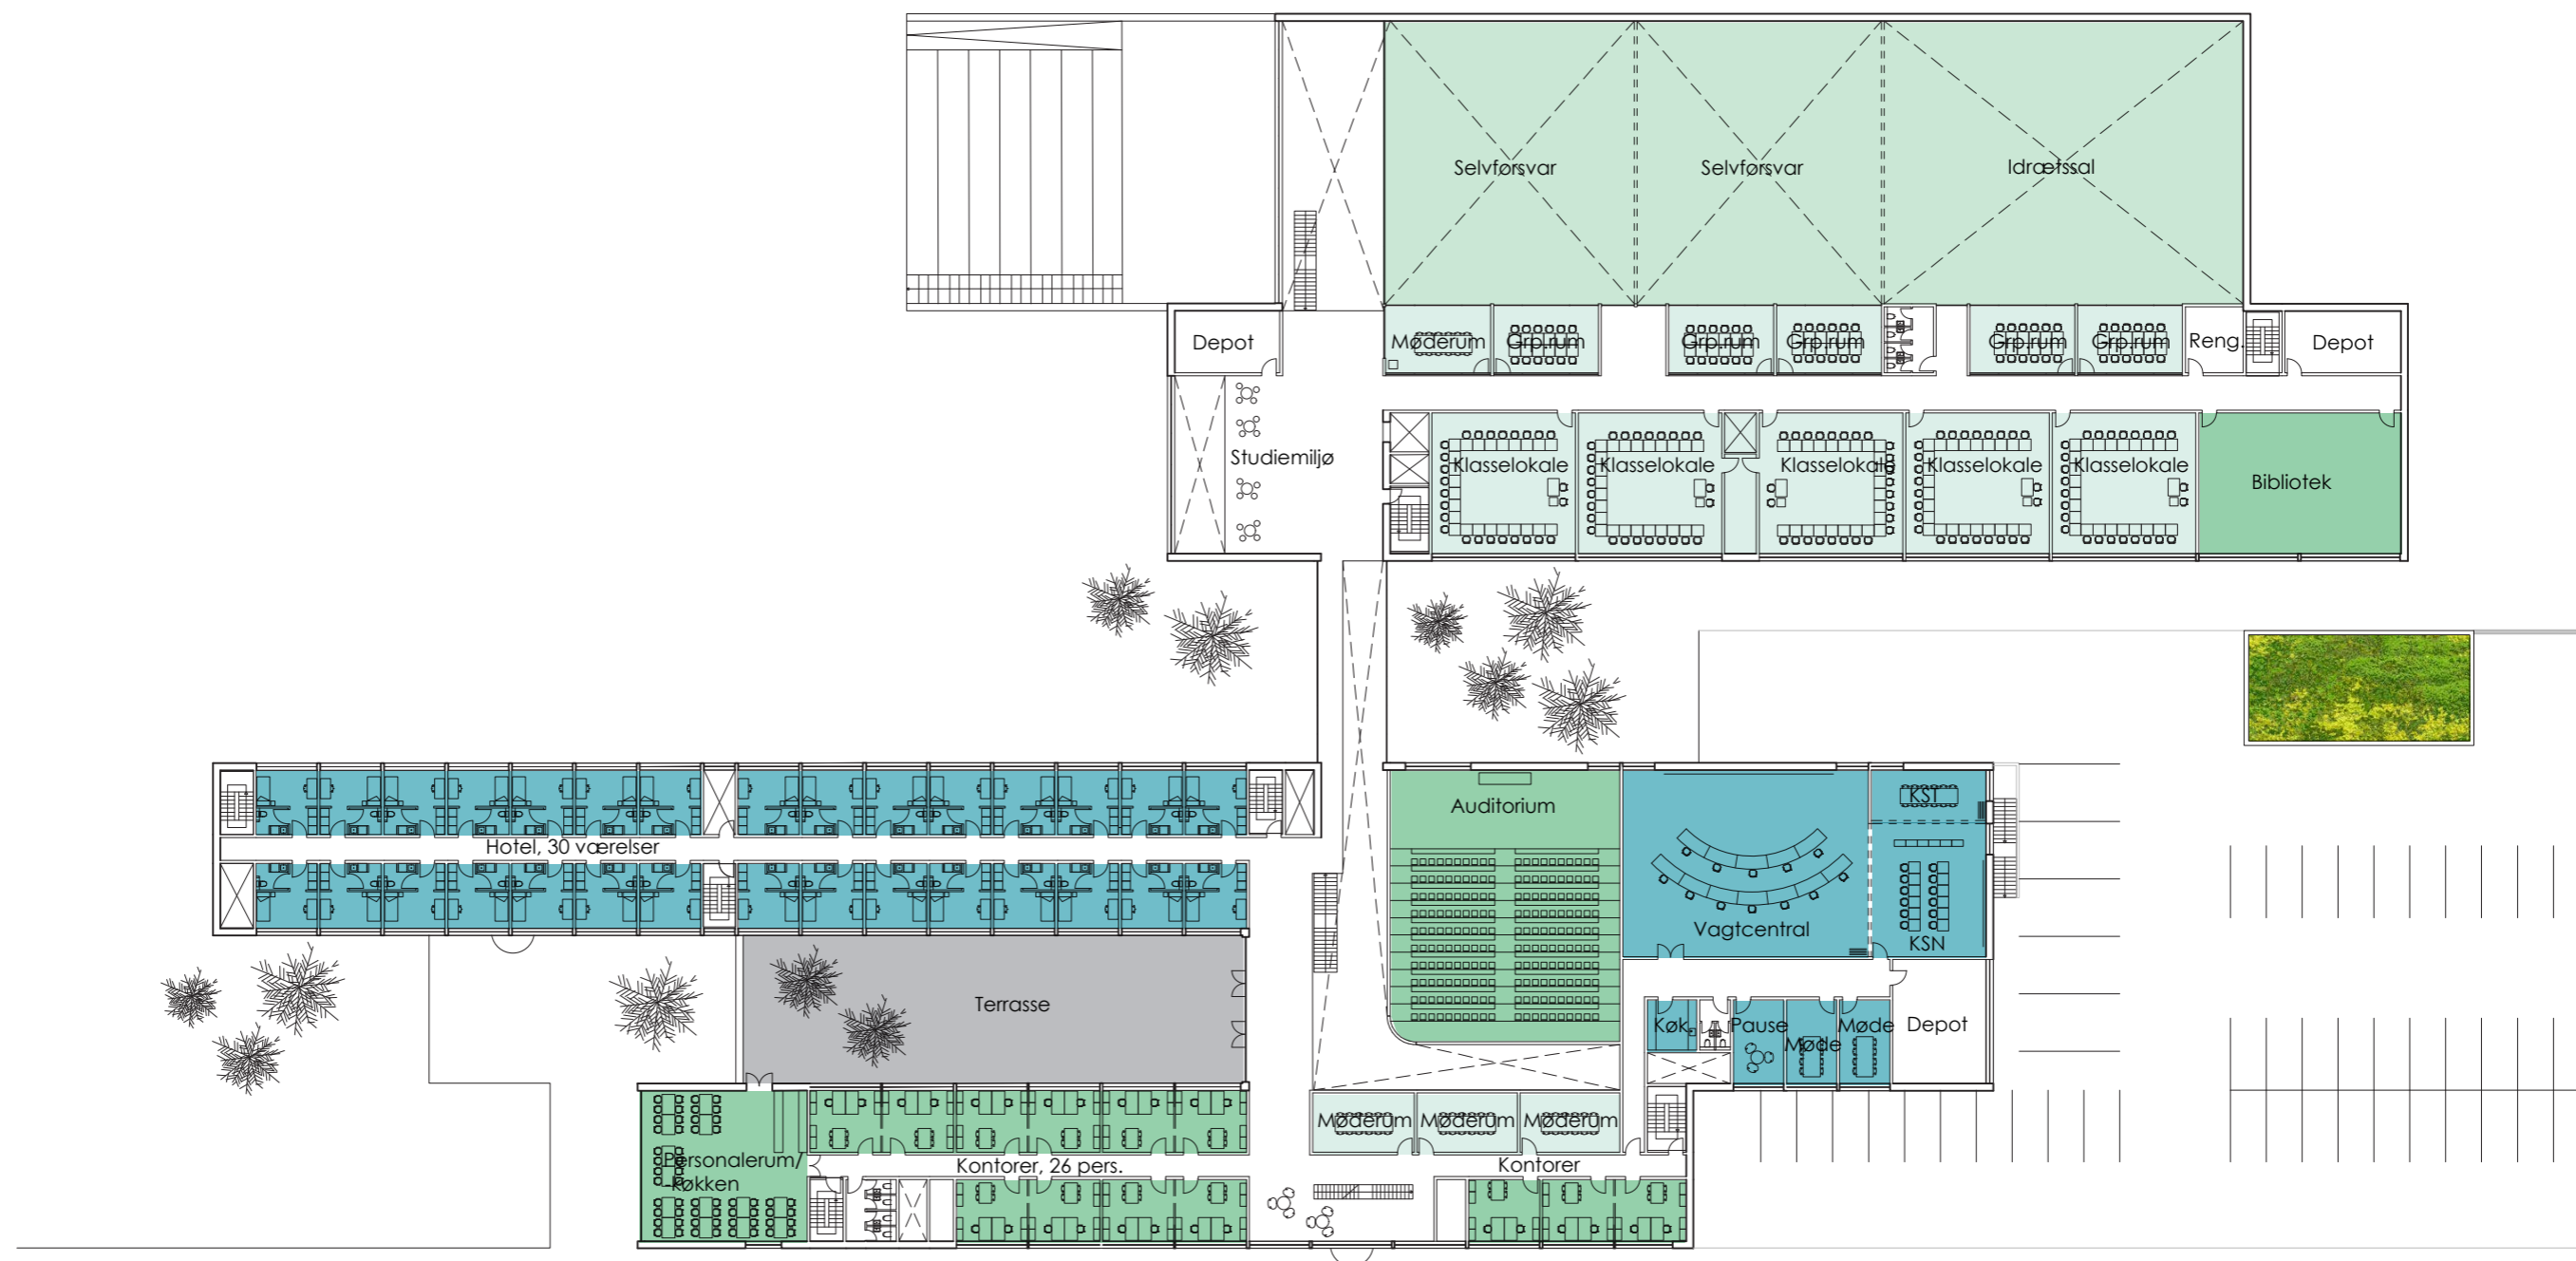 Selvforsvar
Selvforsvar
Idrætssal
Depot
Møderum
Grp.rum
Grp.rum
Grp.rum
Grp.rum
Grp.rum
Reng.
Depot
Studiemiljø
Klasselokale
Klasselokale
Klasselokale
Klasselokale
Klasselokale
Bibliotek
Hotel, 30 værelser
Auditorium
KST
Vagtcentral
KSN
Terrasse
Køk.
Pause
Møde
Møde
Depot
Møderum
Møderum
Møderum
Personalerum/
-køkken
Kontorer, 26 pers.
Kontorer